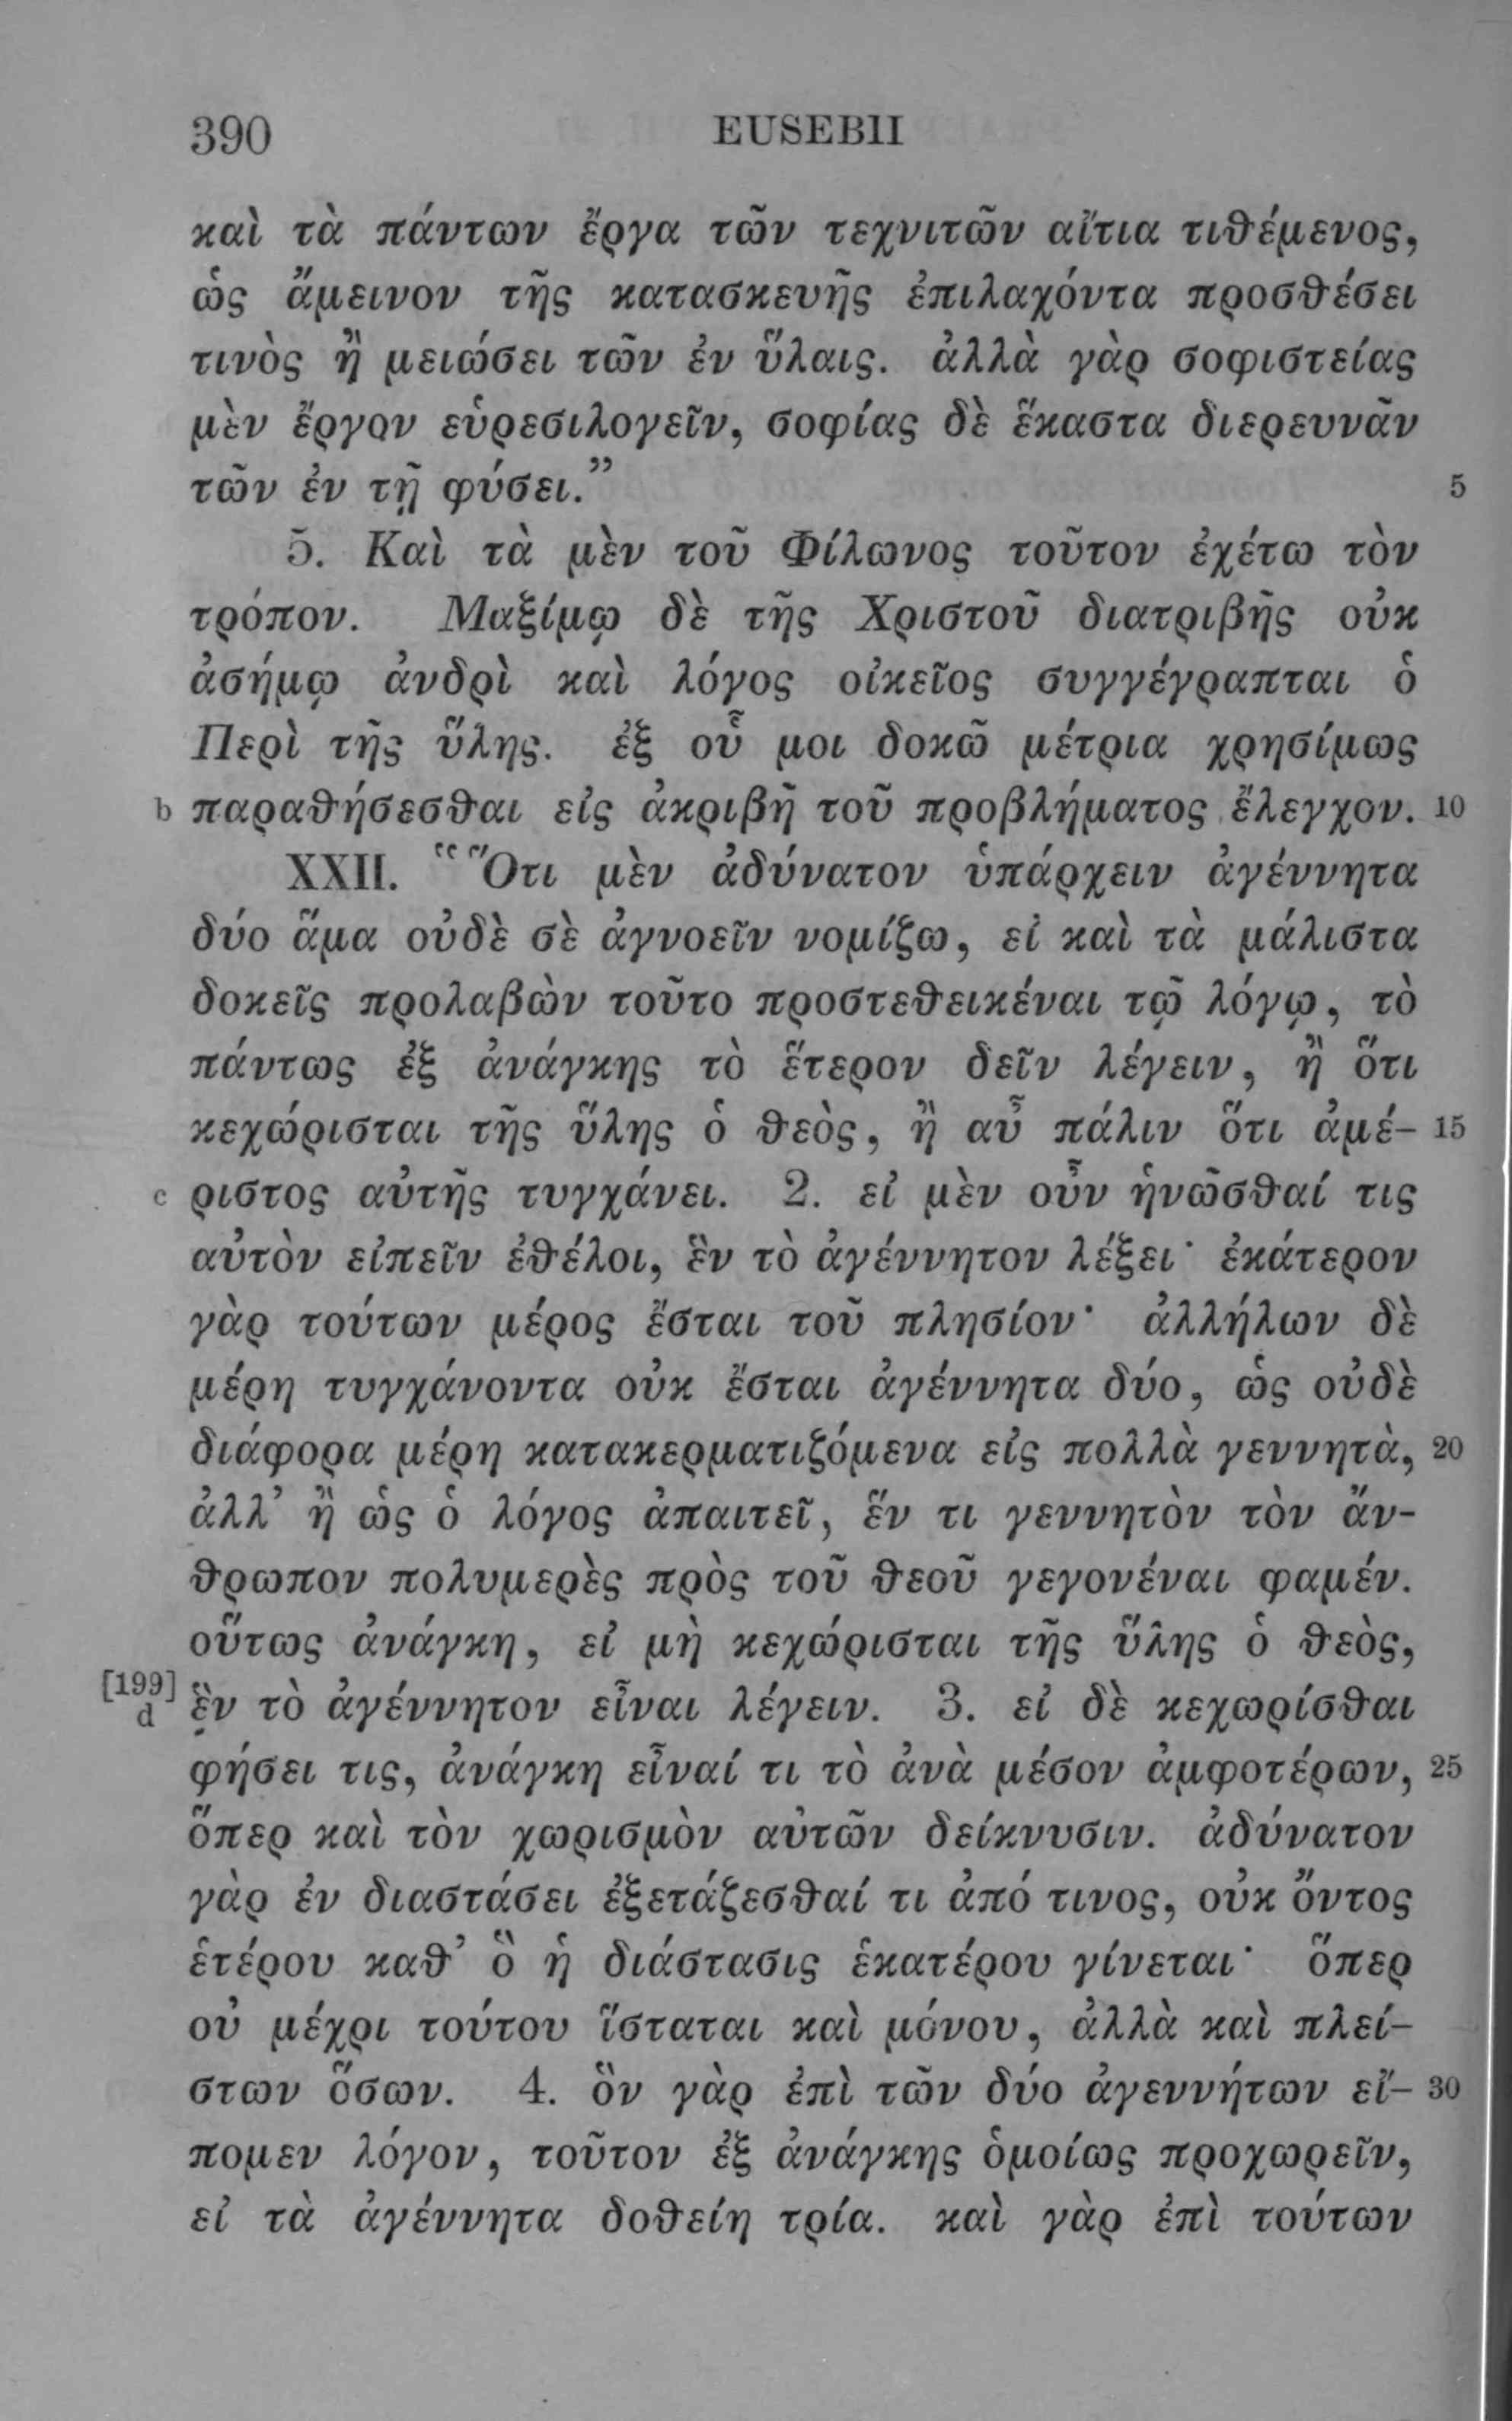 390 EUSEBII
καὶ τὰ πάντων ἔργα τῶν τεχνιτῶν αἴτια τιθέμενος,
ὡς ἄμεινον τῆς κατασκευῆς ἐπιλαχόντα προσθέσει
τινὸς ἢ μειώσει τῶν ἐν ὕλαις. ἀλλὰ γὰρ σοφιστείας
μὲν ἔργον εὑρεσιλογεῖν, σοφίας δὲ ἕκαστα διερευνᾶν
τῶν ἐν τῇ φύσει.” 5
5. Καὶ τὰ μὲν τοῦ Φίλωνος τοῦτον ἐχέτω τὸν
τρόπον. Μαξίμῳ δὲ τῆς Χριστοῦ διατριβῆς οὐκ
ἀσήμῳ ἀνδρὶ καὶ λόγος οἰκεῖος συγγέγραπται ὁ
Περὶ τῆς ὕλης. ἐξ οὗ μοι δοκῶ μέτρια χρησίμως
b παραθήσεσθαι εἰς ἀκριβῆ τοῦ προβλήματος ἔλεγχον. 10
XXII. “Ὅτι μὲν ἀδύνατον ὑπάρχειν ἀγέννητα
δύο ἅμα οὐδὲ σὲ ἀγνοεῖν νομίζω, εἰ καὶ τὰ μάλιστα
δοκεῖς προλαβὼν τοῦτο προστεθεικέναι τῷ λόγῳ, τὸ
πάντως ἐξ ἀνάγκης τὸ ἕτερον δεῖν λέγειν, ἢ ὅτι
κεχώρισται τῆς ὕλης ὁ θεὸς, ἢ αὖ πάλιν ὅτι ἀμέ- 15
c ριστος αὐτῆς τυγχάνει. 2. εἰ μὲν οὖν ἡνῶσθαί τις
αὐτὸν εἰπεῖν ἐθέλοι, ἓν τὸ ἀγέννητον λέξει· ἑκάτερον
γὰρ τούτων μέρος ἔσται τοῦ πλησίον· ἀλλήλων δὲ
μέρη τυγχάνοντα οὐκ ἔσται ἀγέννητα δύο, ὡς οὐδὲ
διάφορα μέρη κατακερματιζόμενα εἰς πολλὰ γεννητὰ, 20
ἀλλ’ ἢ ὡς ὁ λόγος ἀπαιτεῖ, ἕν τι γεννητὸν τὸν ἄν-
θρωπον πολυμερὲς πρὸς τοῦ θεοῦ γεγονέναι φαμέν.
οὕτως ἀνάγκη, εἰ μὴ κεχώρισται τῆς ὕλης ὁ θεὸς,
[199] d ἓν τὸ ἀγέννητον εἶναι λέγειν. 3. εἰ δὲ κεχωρίσθαι
φήσει τις, ἀνάγκη εἶναί τι τὸ ἀνὰ μέσον ἀμφοτέρων, 25
ὅπερ καὶ τὸν χωρισμὸν αὐτῶν δείκνυσιν. ἀδύνατον
γὰρ ἐν διαστάσει ἐξετάζεσθαί τι ἀπό τινος, οὐκ ὄντος
ἑτέρου καθ’ ὃ ἡ διάστασις ἑκατέρου γίνεται· ὅπερ
οὐ μέχρι τούτου ἵσταται καὶ μόνου, ἀλλὰ καὶ πλεί-
στων ὅσων. 4. ὃν γὰρ ἐπὶ τῶν δύο ἀγεννήτων εἴ- 30
πομεν λόγον, τοῦτον ἐξ ἀνάγκης ὁμοίως προχωρεῖν,
εἰ τὰ ἀγέννητα δοθείη τρία. καὶ γὰρ ἐπὶ τούτων